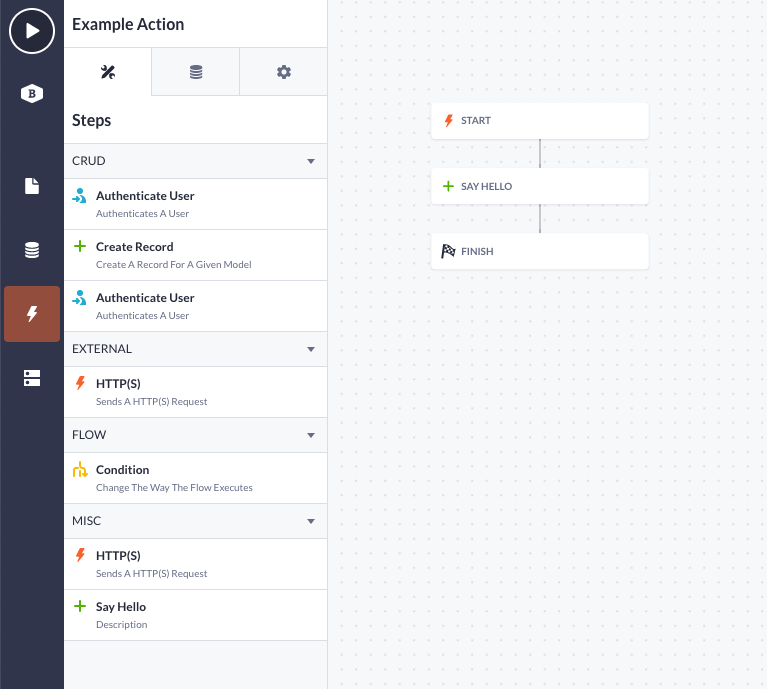 Example Action
B
Steps
CRUD
Authenticate User
Authenticates A User
Create Record
Create A Record For A Given Model
Authenticate User
Authenticates A User
EXTERNAL
HTTP(S)
Sends A HTTP(S) Request
FLOW
Condition
Change The Way The Flow Executes
MISC
HTTP(S)
Sends A HTTP(S) Request
Say Hello
Description
START
SAY HELLO
FINISH